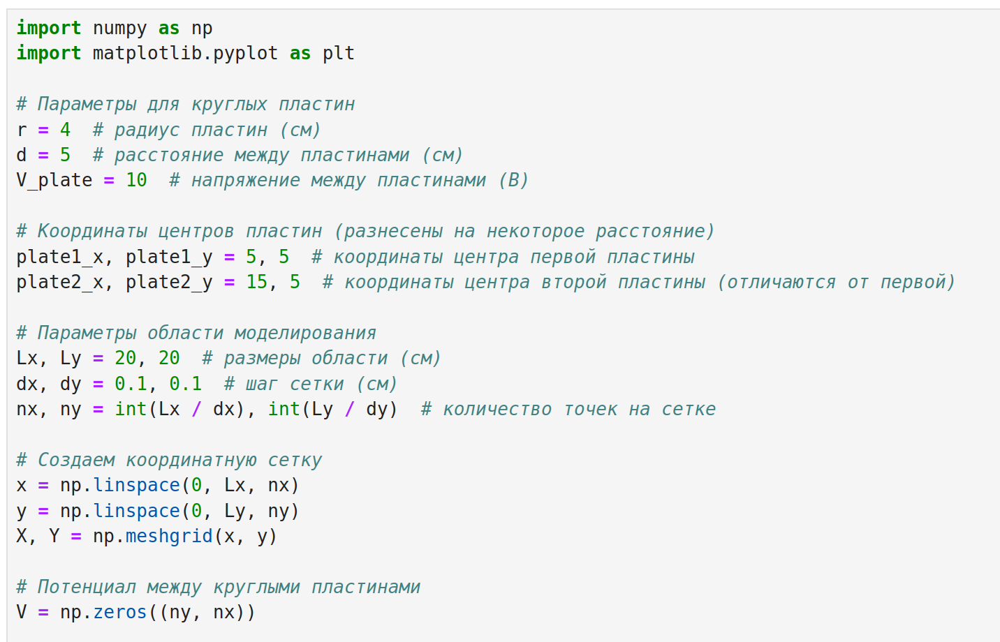 import numpy as np
import matplotlib.pyplot as plt
# Параметры для круглых пластин
r = 4  # радиус пластин (см)
d = 5  # расстояние между пластинами (см)
V_plate = 10  # напряжение между пластинами (В)
# Координаты центров пластин (разнесены на некоторое расстояние)
plate1_x, plate1_y = 5, 5  # координаты центра первой пластины
plate2_x, plate2_y = 15, 5  # координаты центра второй пластины (отличаются от первой)
# Параметры области моделирования
Lx, Ly = 20, 20  # размеры области (см)
dx, dy = 0.1, 0.1  # шаг сетки (см)
nx, ny = int(Lx / dx), int(Ly / dy)  # количество точек на сетке
# Создаем координатную сетку
x = np.linspace(0, Lx, nx)
y = np.linspace(0, Ly, ny)
X, Y = np.meshgrid(x, y)
# Потенциал между круглыми пластинами
V = np.zeros((ny, nx))